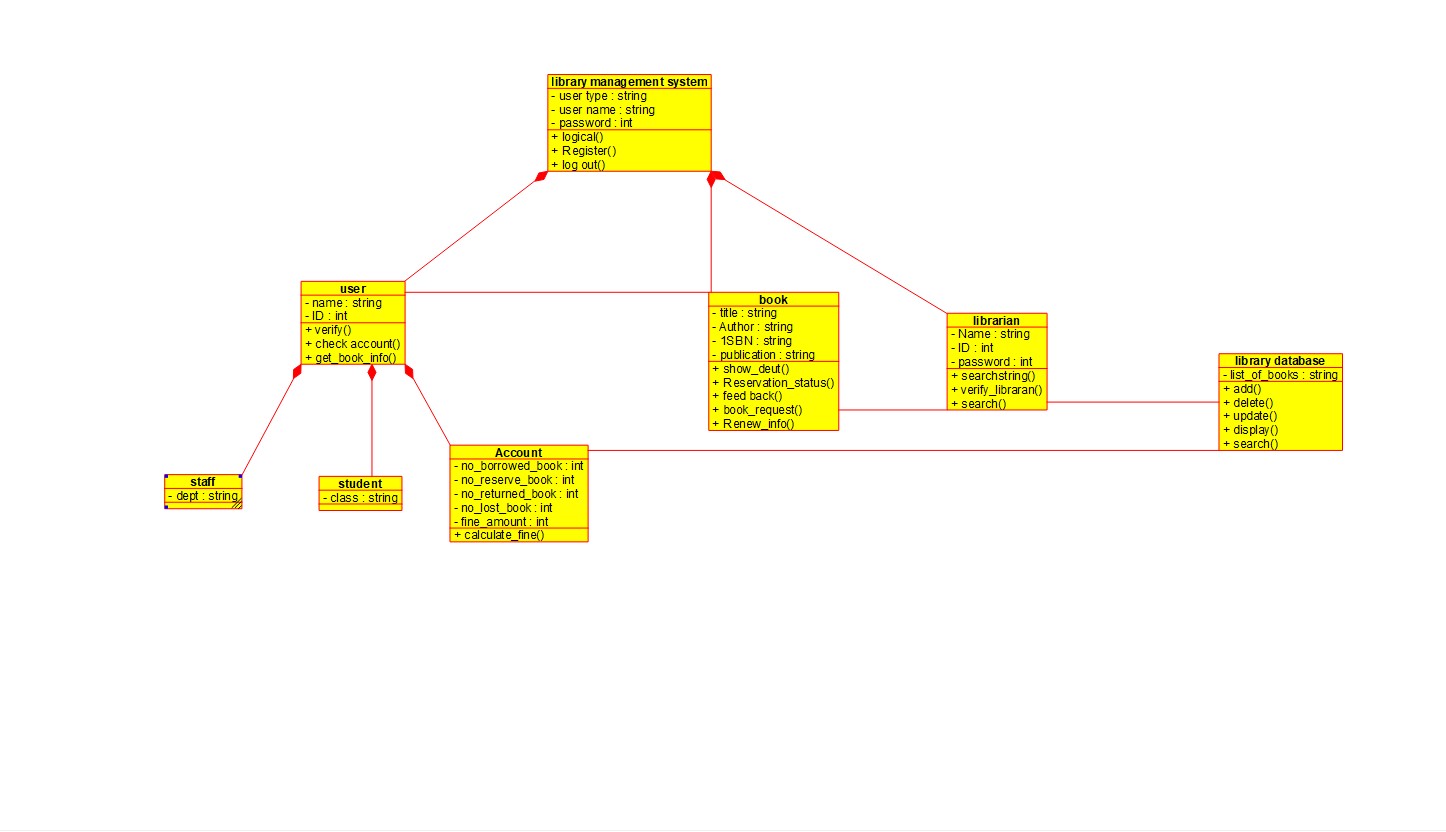 library management system
- user type : string
- user name : string
- password : int
+ logical()
+ Register()
+ log out()
user
- name : string
- ID : int
+ verify()
+ check account()
+ get_book_info()
book
- title : string
- Author : string
- 1SBN : string
- publication : string
+ show_deut()
+ Reservation_status()
+ feed back()
+ book_request()
+ Renew_info()
librarian
- Name : string
- ID : int
- password : int
+ searchstring()
+ verify_libraran()
+ search()
library database
- list_of_books : string
+ add()
+ delete()
+ update()
+ display()
+ search()
staff
- dept : string
student
- class : string
Account
- no_borrowed_book : int
- no_reserve_book : int
- no_returned_book : int
- no_lost_book : int
- fine_amount : int
+ calculate_fine()